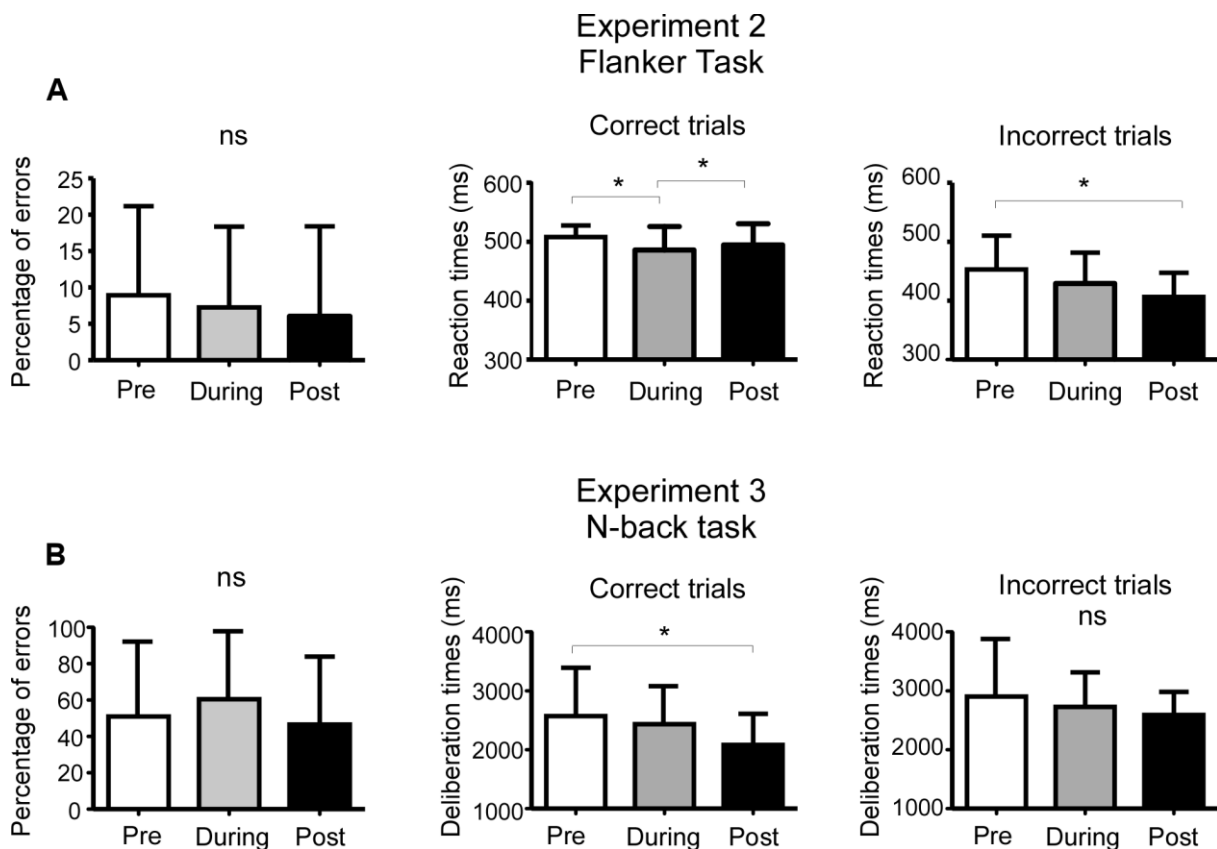 Experiment 2
Flanker Task
A
ns
Percentage of errors
25
20
15
10
5
0
Pre During Post
Correct trials
Reaction times (ms)
600
500
400
300
*
*
Pre During Post
Incorrect trials
Reaction times (ms)
600
500
400
300
*
Pre During Post
Experiment 3
N-back task
B
ns
Percentage of errors
100
80
60
40
20
0
Pre During Post
Correct trials
Deliberation times (ms)
4000
3000
2000
1000
*
Pre During Post
Incorrect trials
ns
Deliberation times (ms)
4000
3000
2000
1000
Pre During Post